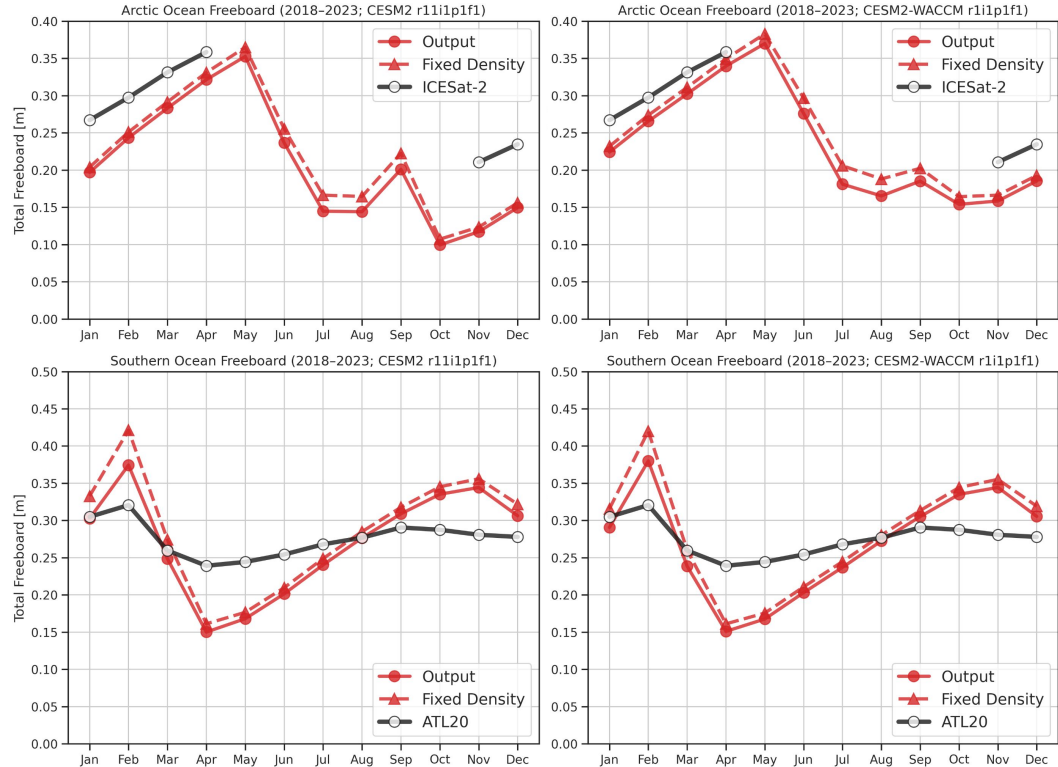 Arctic Ocean Freeboard (2018–2023; CESM2 r11i1p1f1)
Total Freeboard [m]
0.40
0.35
0.30
0.25
0.20
0.15
0.10
0.05
0.00
Output
Fixed Density
ICESat-2
Jan Feb Mar Apr May Jun Jul Aug Sep Oct Nov Dec
Arctic Ocean Freeboard (2018–2023; CESM2-WACCM r1i1p1f1)
0.40
0.35
0.30
0.25
0.20
0.15
0.10
0.05
0.00
Output
Fixed Density
ICESat-2
Jan Feb Mar Apr May Jun Jul Aug Sep Oct Nov Dec
Southern Ocean Freeboard (2018–2023; CESM2 r11i1p1f1)
Total Freeboard [m]
0.50
0.45
0.40
0.35
0.30
0.25
0.20
0.15
0.10
0.05
0.00
Output
Fixed Density
ATL20
Jan Feb Mar Apr May Jun Jul Aug Sep Oct Nov Dec
Southern Ocean Freeboard (2018–2023; CESM2-WACCM r1i1p1f1)
0.50
0.45
0.40
0.35
0.30
0.25
0.20
0.15
0.10
0.05
0.00
Output
Fixed Density
ATL20
Jan Feb Mar Apr May Jun Jul Aug Sep Oct Nov Dec